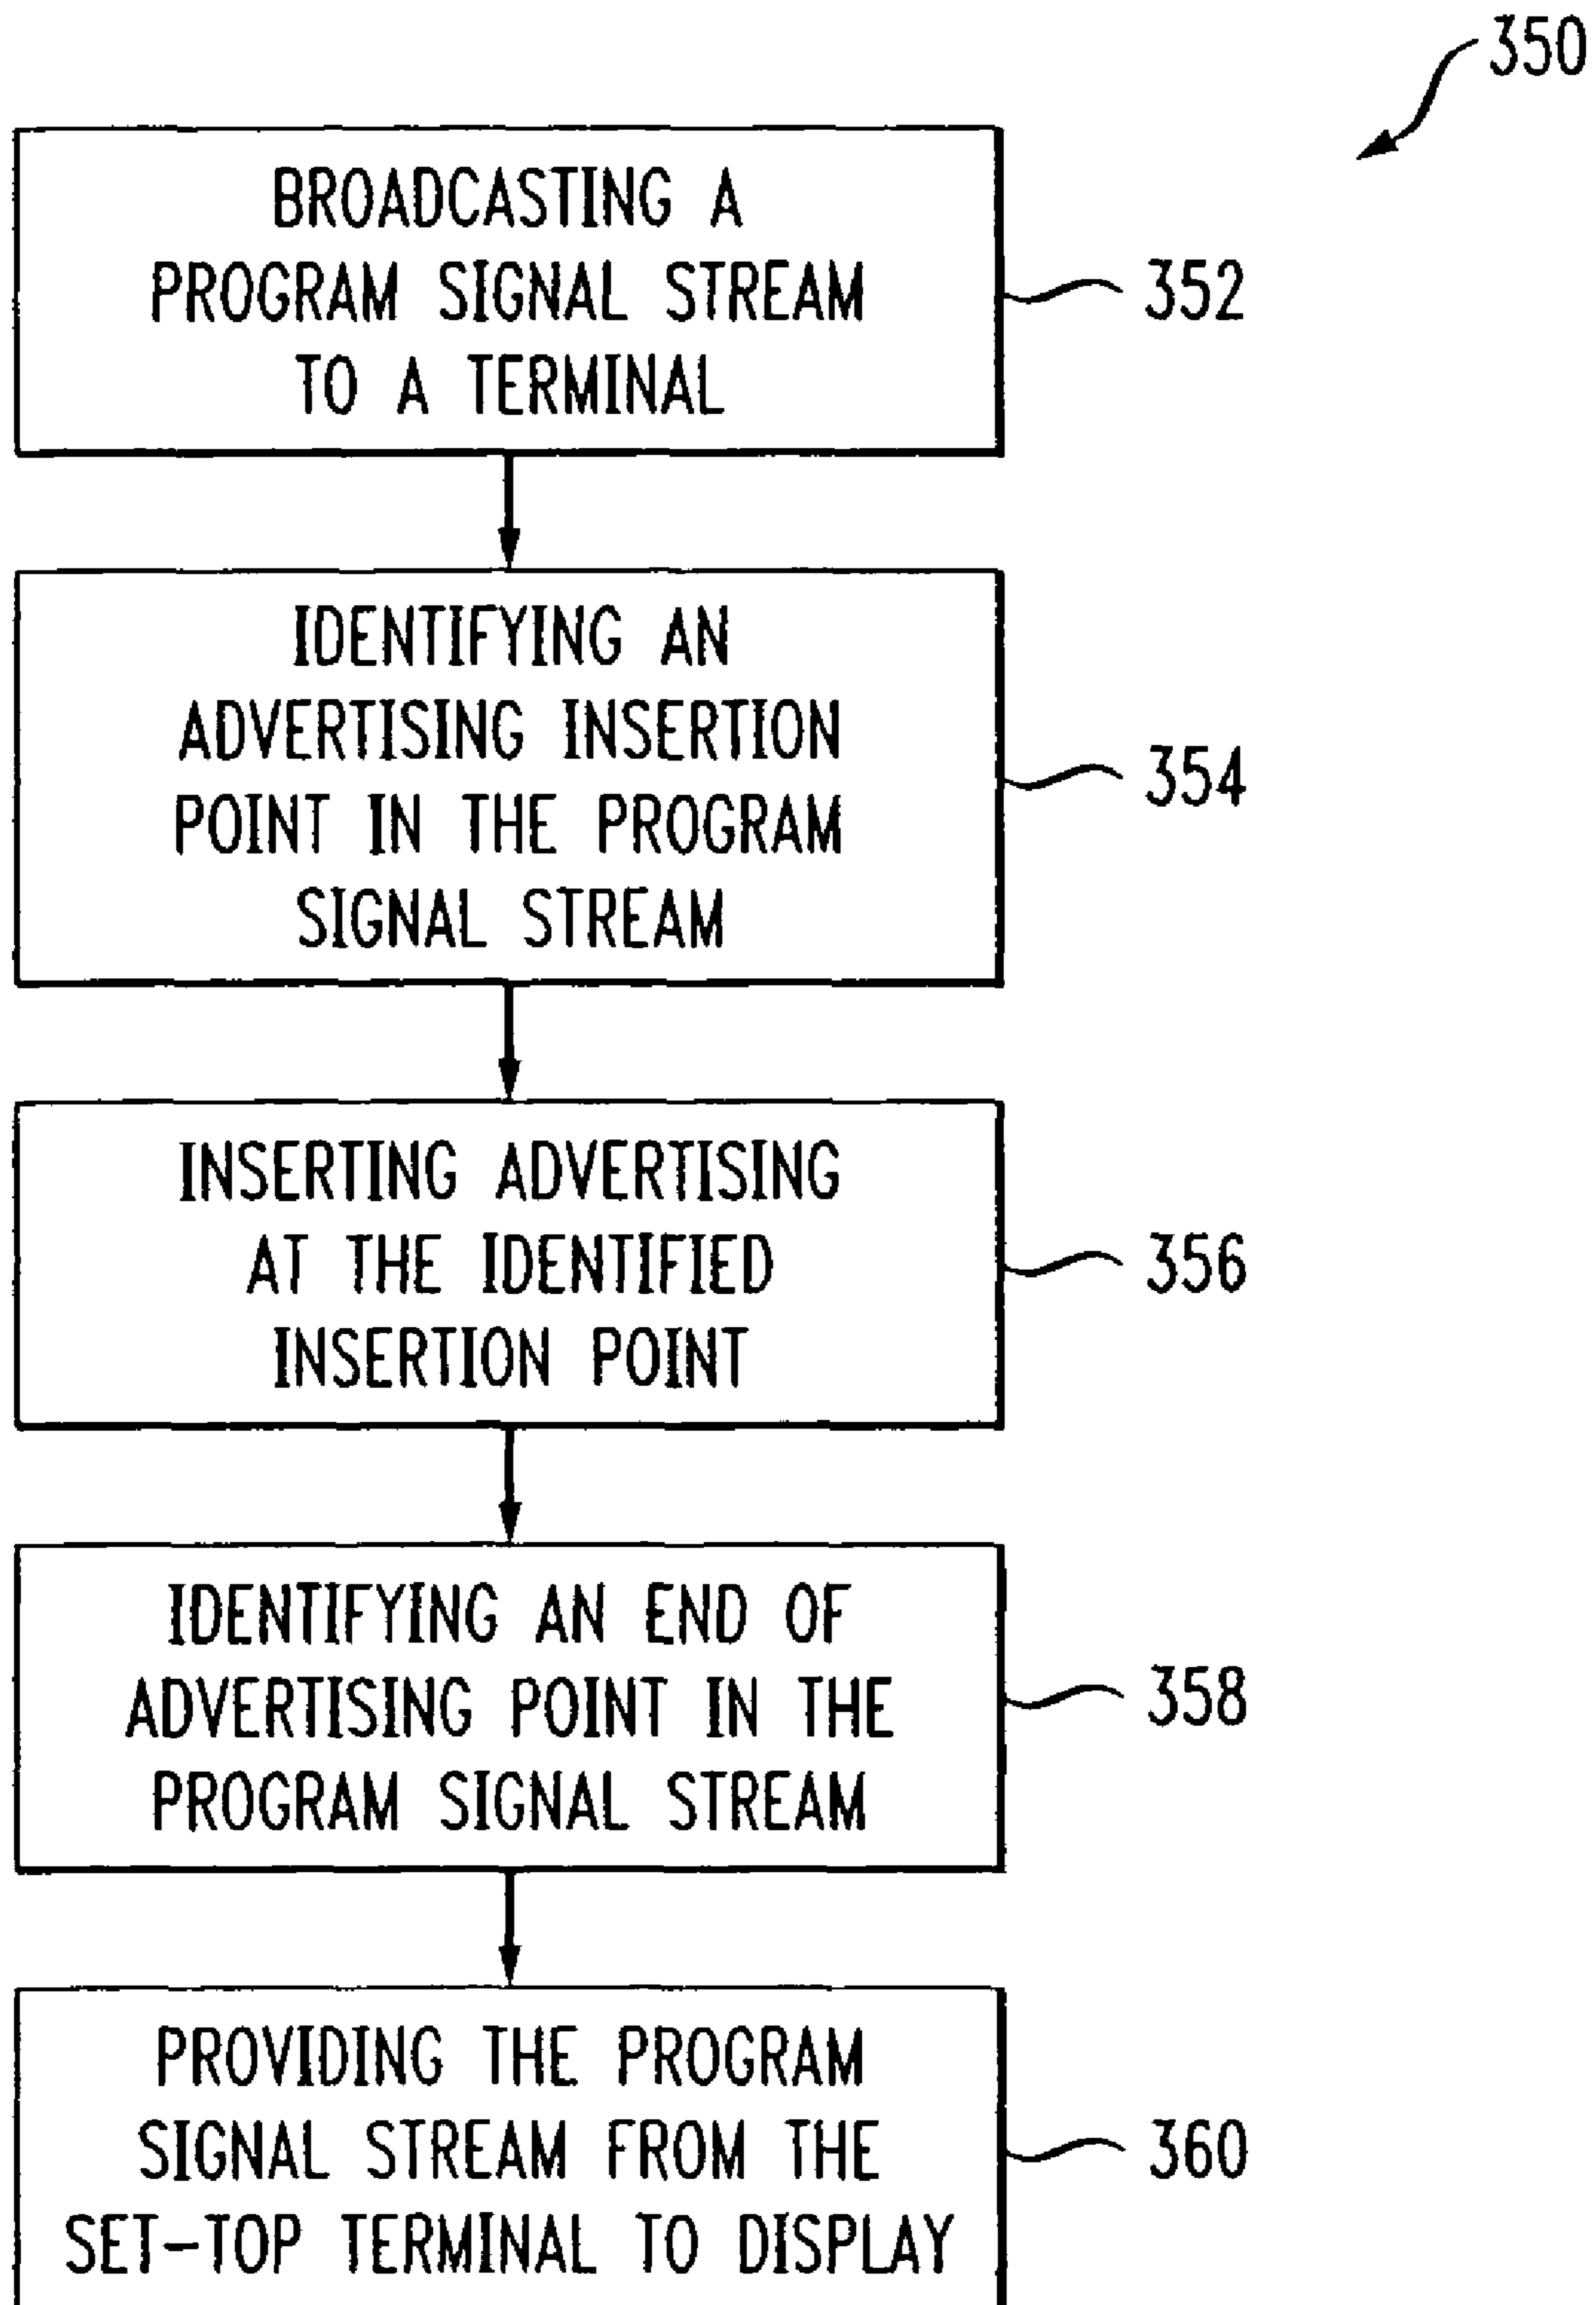 350
BROADCASTING A
PROGRAM SIGNAL STREAM
TO A TERMINAL
352
IDENTIFYING AN
ADVERTISING INSERTION
POINT IN THE PROGRAM
SIGNAL STREAM
354
INSERTING ADVERTISING
AT THE IDENTIFIED
INSERTION POINT
356
IDENTIFYING AN END OF
ADVERTISING POINT IN THE
PROGRAM SIGNAL STREAM
358
PROVIDING THE PROGRAM
SIGNAL STREAM FROM THE
SET-TOP TERMINAL TO DISPLAY
360